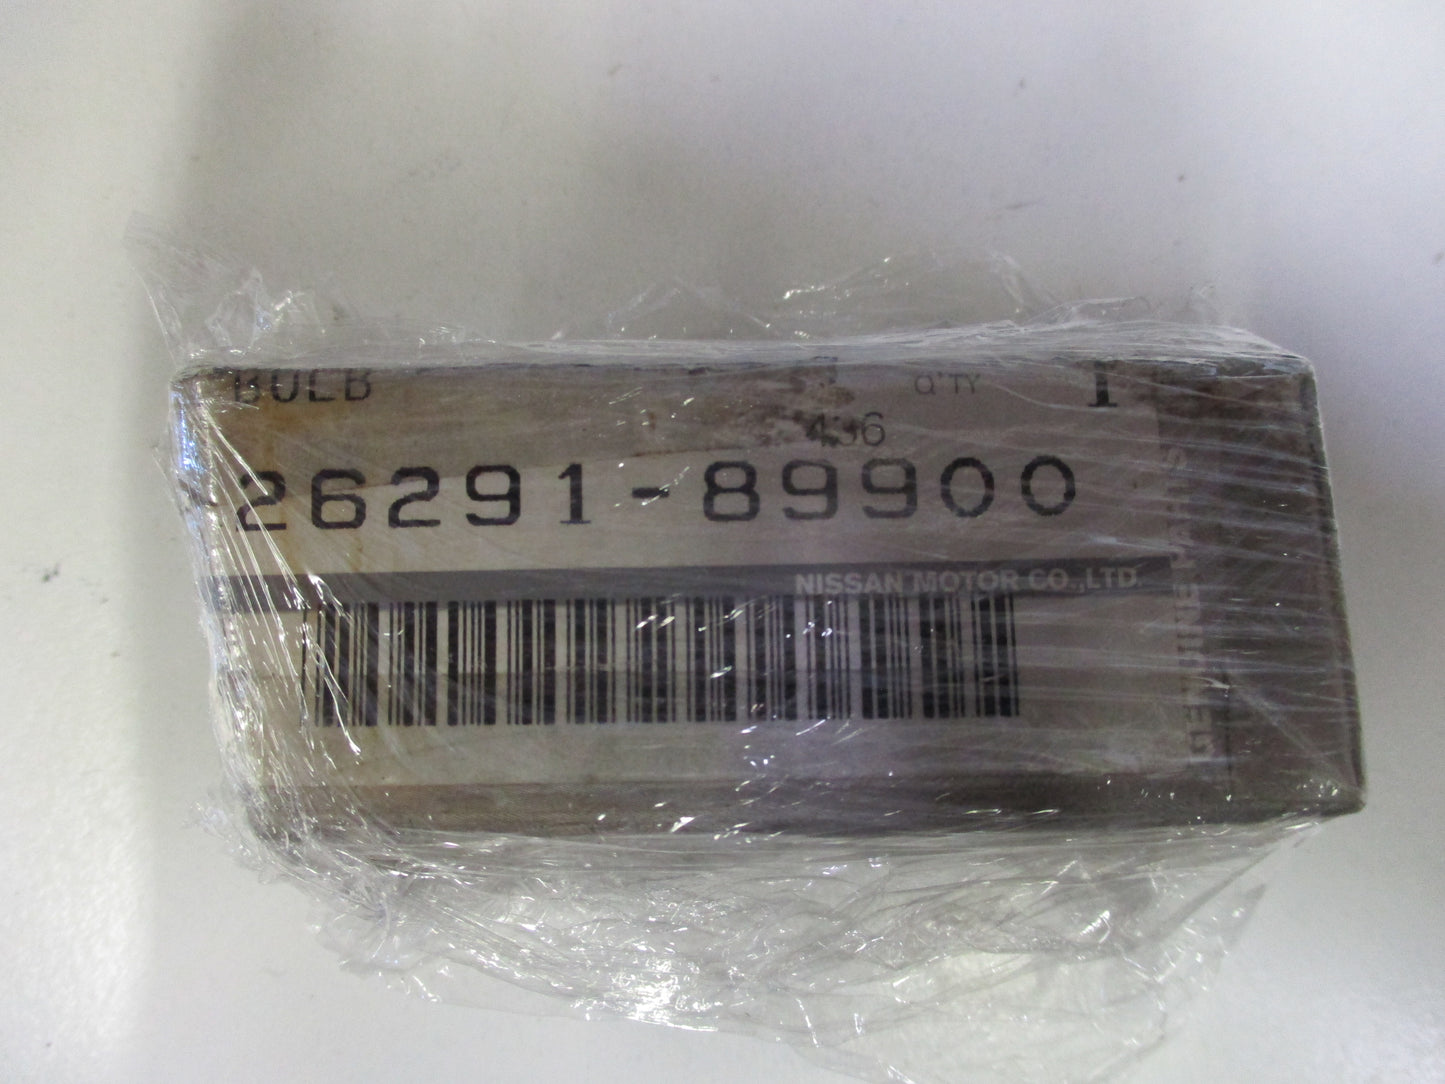 BULB Q'TY 1
436
26291-89900
NISSAN MOTOR CO.,LTD.